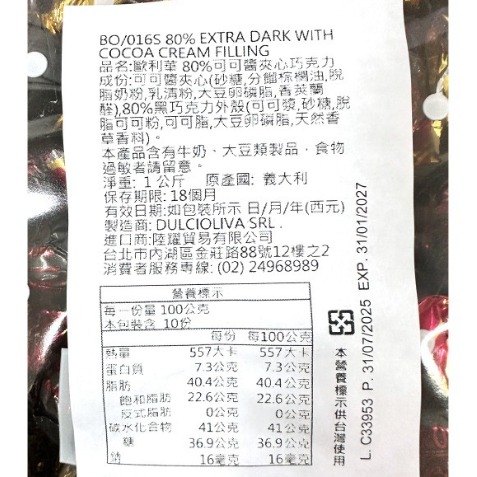 BO/016S 80% EXTRA DARK WITH
COCOA CREAM FILLING
品名:歐利華 80%可可醬夾心巧克力
成份:可可醬夾心(砂糖,分餾棕櫚油,脫
脂奶粉,乳清粉,大豆卵磷脂,香莢蘭
醛),80%黑巧克力外殼(可可漿,砂糖,脫
脂可可粉,可可脂,大豆卵磷脂,天然香
草香料)。
本產品含有牛奶、大豆類製品,食物
過敏者請留意。
淨重: 1 公斤 原產國: 義大利
保存期限: 18個月
有效日期:如包裝所示 日/月/年(西元)
製造商: DULCIOLIVA SRL .
進口商:陸耀貿易有限公司
台北市內湖區金莊路88號12樓之2
消費者服務專線: (02) 24968989
營養標示
每一份量 100公克
本包裝含 10份
每份 每100公克
熱量 557大卡 557大卡
蛋白質 7.3公克 7.3公克
脂肪 40.4公克 40.4公克
飽和脂肪 22.6公克 22.6公克
反式脂肪 0公克 0公克
碳水化合物 41公克 41公克
糖 36.9公克 36.9公克
鈉 16毫克 16毫克
本營養標示供台灣使用
L. C33953 P. 31/07/2025 EXP. 31/01/2027